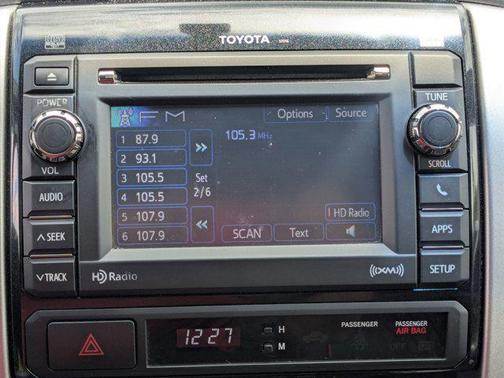 TOYOTA
POWER
VOL
AUDIO
∧ SEEK
∨ TRACK
FM
Options
Source
1 87.9
2 93.1
3 105.5
4 105.5
5 107.9
6 107.9
Set
2/6
105.3 MHz
HD Radio
SCAN
Text
TUNE
SCROLL
APPS
SETUP
HD Radio
((XM))
12:27
H
M
PASSENGER
PASSENGER
AIR BAG